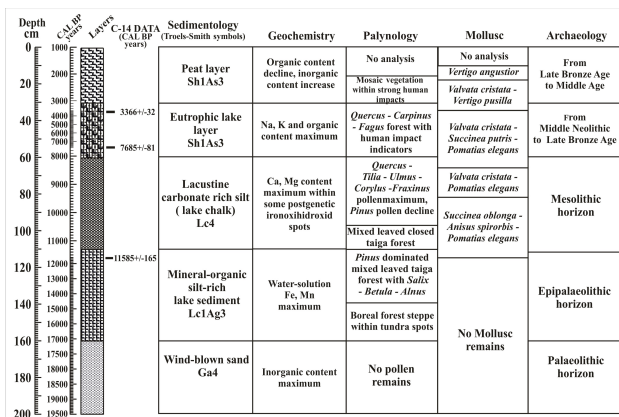 Depth
cm
CAL BP
years
Layers
C-14 DATA
(CAL BP
years)
Sedimentology
(Troels-Smith symbols)
Geochemistry
Palynology
Mollusc
Archaeology
0
20
40
60
80
100
120
140
160
180
200
1000
2000
3000
4000
5000
6000
7000
8000
9000
10000
11000
12000
13000
14000
15000
16000
17000
17500
18000
18500
19000
19500
3366+/-32
7685+/-81
11585+/-165
Peat layer
Sh1As3
Organic content
decline, inorganic
content increase
No analysis
Mosaic vegetation
within strong human
impacts
No analysis
Vertigo angustior
Valvata cristata -
Vertigo pusilla
From
Late Bronze Age
to Middle Age
Eutrophic lake
layer
Sh1As3
Na, K and organic
content maximum
Quercus - Carpinus
- Fagus forest with
human impact
indicators
Valvata cristata -
Succinea putris -
Pomatias elegans
From
Middle Neolithic
to Late Bronze Age
Lacustine
carbonate rich silt
( lake chalk)
Lc4
Ca, Mg content
maximum within
some postgenetic
ironoxihidroxid
spots
Quercus -
Tilia - Ulmus -
Corylus -Fraxinus
pollenmaximum,
Pinus pollen decline
Mixed leaved closed
taiga forest
Valvata cristata -
Pomatias elegans
Succinea oblonga -
Anisus spirorbis -
Pomatias elegans
Mesolithic
horizon
Mineral-organic
silt-rich
lake sediment
Lc1Ag3
Water-solution
Fe, Mn
maximum
Pinus dominated
mixed leaved taiga
forest with Salix
- Betula - Alnus
Boreal forest steppe
within tundra spots
No Mollusc
remains
Epipalaeolithic
horizon
Wind-blown sand
Ga4
Inorganic content
maximum
No pollen
remains
Palaeolithic
horizon